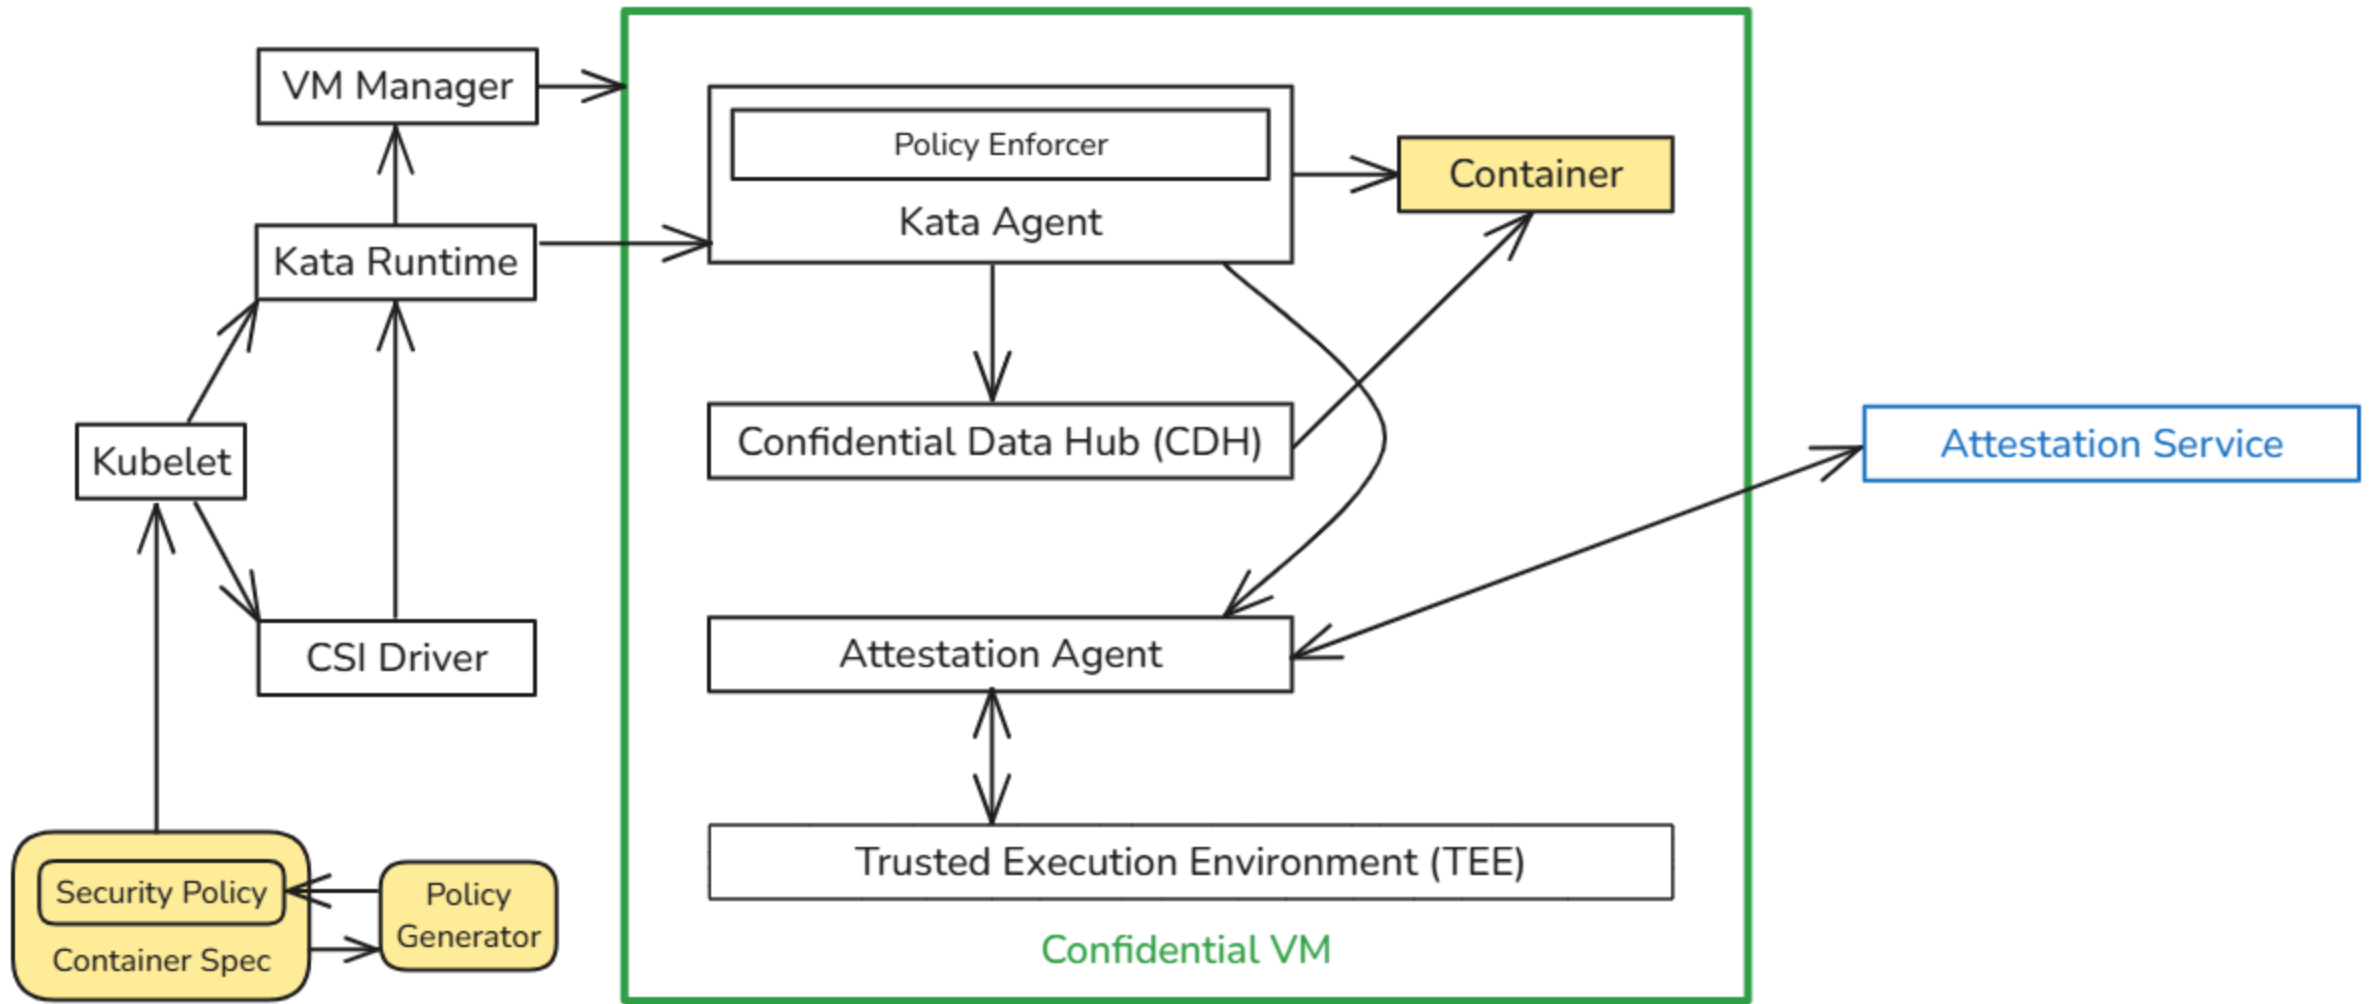 VM Manager
Policy Enforcer
Container
Kata Agent
Kata Runtime
Confidential Data Hub (CDH)
Attestation Service
Kubelet
CSI Driver
Attestation Agent
Trusted Execution Environment (TEE)
Security Policy
Container Spec
Policy
Generator
Confidential VM